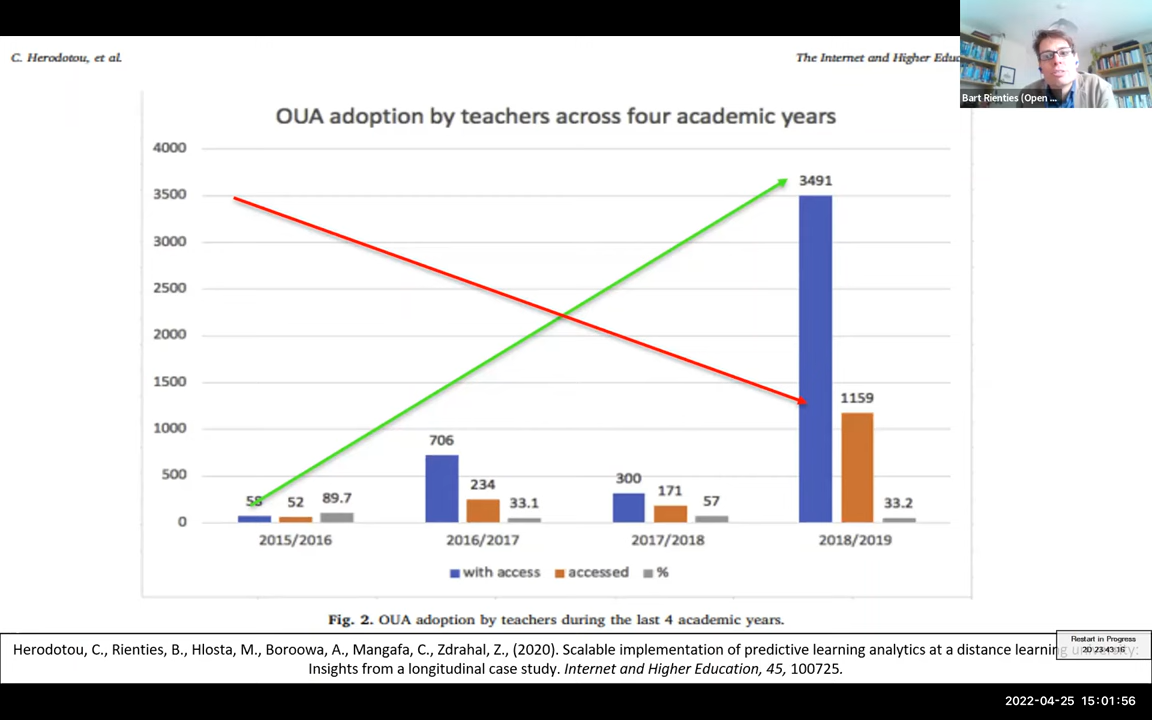 C. Herodotou, et al.
The Internet and Higher Educ
Bart Rienties (Open ...
OUA adoption by teachers across four academic years
4000
3500
3000
2500
2000
1500
1000
500
0
58 52 89.7
706 234 33.1
300 171 57
3491 1159 33.2
2015/2016 2016/2017 2017/2018 2018/2019
with access accessed %
Fig. 2. OUA adoption by teachers during the last 4 academic years.
Herodotou, C., Rienties, B., Hlosta, M., Boroowa, A., Mangafa, C., Zdrahal, Z., (2020). Scalable implementation of predictive learning analytics at a distance learning university:
Insights from a longitudinal case study. Internet and Higher Education, 45, 100725.
Restart in Progress
2022-04-25 15:01:56